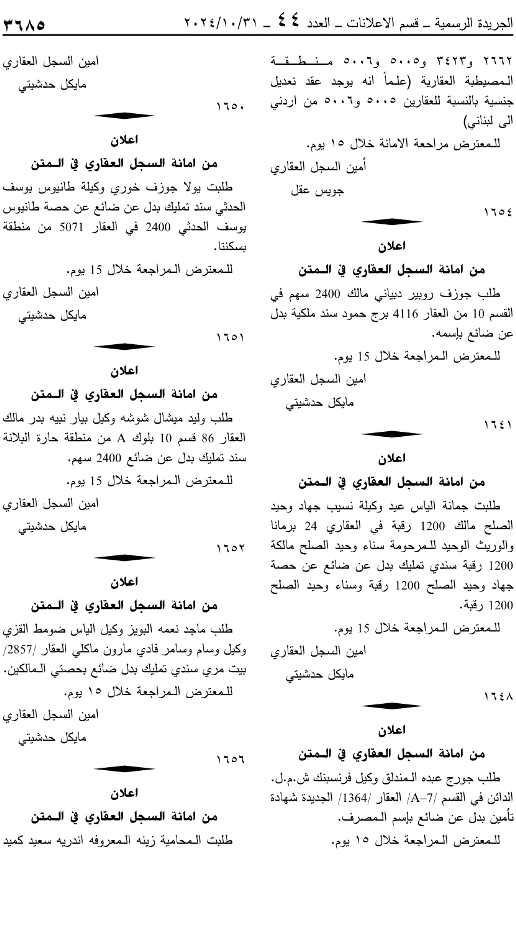 الجريدة الرسمية – قسم الاعلانات – العدد ٤٤ – ٢٠٢٤/١٠/٣١
٣٦٨٥
٢٦٦٢ و٣٤٢٣ و٥٠٠٥ و٥٠٠٦ مـنـطـقـة
المصيطبة العقارية (علماً انه يوجد عقد تعديل
جنسية بالنسبة للعقارين ٥٠٠٥ و٥٠٠٦ من اردني
الى لبناني)
للمعترض مراجعة الامانة خلال ١٥ يوم.
أمين السجل العقاري
جويس عقل
١٦٥٤
اعلان
من امانة السجل العقاري في المتن
طلب جوزف روبير دبياني مالك 2400 سهم في
القسم 10 من العقار 4116 برج حمود سند ملكية بدل
عن ضائع بإسمه.
للمعترض المراجعة خلال 15 يوم.
امين السجل العقاري
مايكل حدشيتي
١٦٤١
اعلان
من امانة السجل العقاري في المتن
طلبت جمانة الياس عيد وكيلة نسيب جهاد وحيد
الصلح مالك 1200 رقبة في العقاري 24 برمانا
والوريث الوحيد للمرحومة سناء وحيد الصلح مالكة
1200 رقبة سندي تمليك بدل عن ضائع عن حصة
جهاد وحيد الصلح 1200 رقبة وسناء وحيد الصلح
1200 رقبة.
للمعترض المراجعة خلال 15 يوم.
امين السجل العقاري
مايكل حدشيتي
١٦٤٨
اعلان
من امانة السجل العقاري في المتن
طلب جورج عبده المندلق وكيل فرنسبنك ش.م.ل.
الدائن في القسم /A–7/ العقار /1364/ الجديدة شهادة
تأمين بدل عن ضائع بإسم المصرف.
للمعترض المراجعة خلال ١٥ يوم.
امين السجل العقاري
مايكل حدشيتي
١٦٥٠
اعلان
من امانة السجل العقاري في المتن
طلبت يولا جوزف خوري وكيلة طانيوس يوسف
الحدثي سند تمليك بدل عن ضائع عن حصة طانيوس
يوسف الحدثي 2400 في العقار 5071 من منطقة
بسكنتا.
للمعترض المراجعة خلال 15 يوم.
امين السجل العقاري
مايكل حدشيتي
١٦٥١
اعلان
من امانة السجل العقاري في المتن
طلب وليد ميشال شوشه وكيل بيار نبيه بدر مالك
العقار 86 قسم 10 بلوك A من منطقة حارة البلانة
سند تمليك بدل عن ضائع 2400 سهم.
للمعترض المراجعة خلال 15 يوم.
امين السجل العقاري
مايكل حدشيتي
١٦٥٢
اعلان
من امانة السجل العقاري في المتن
طلب ماجد نعمه البويز وكيل الياس ضومط القزي
وكيل وسام وسامر فادي مارون ماكلي العقار /2857/
بيت مري سندي تمليك بدل ضائع بحصتي المالكين.
للمعترض المراجعة خلال ١٥ يوم.
امين السجل العقاري
مايكل حدشيتي
١٦٥٦
اعلان
من امانة السجل العقاري في المتن
طلبت المحامية زينه المعروفه اندريه سعيد كميد